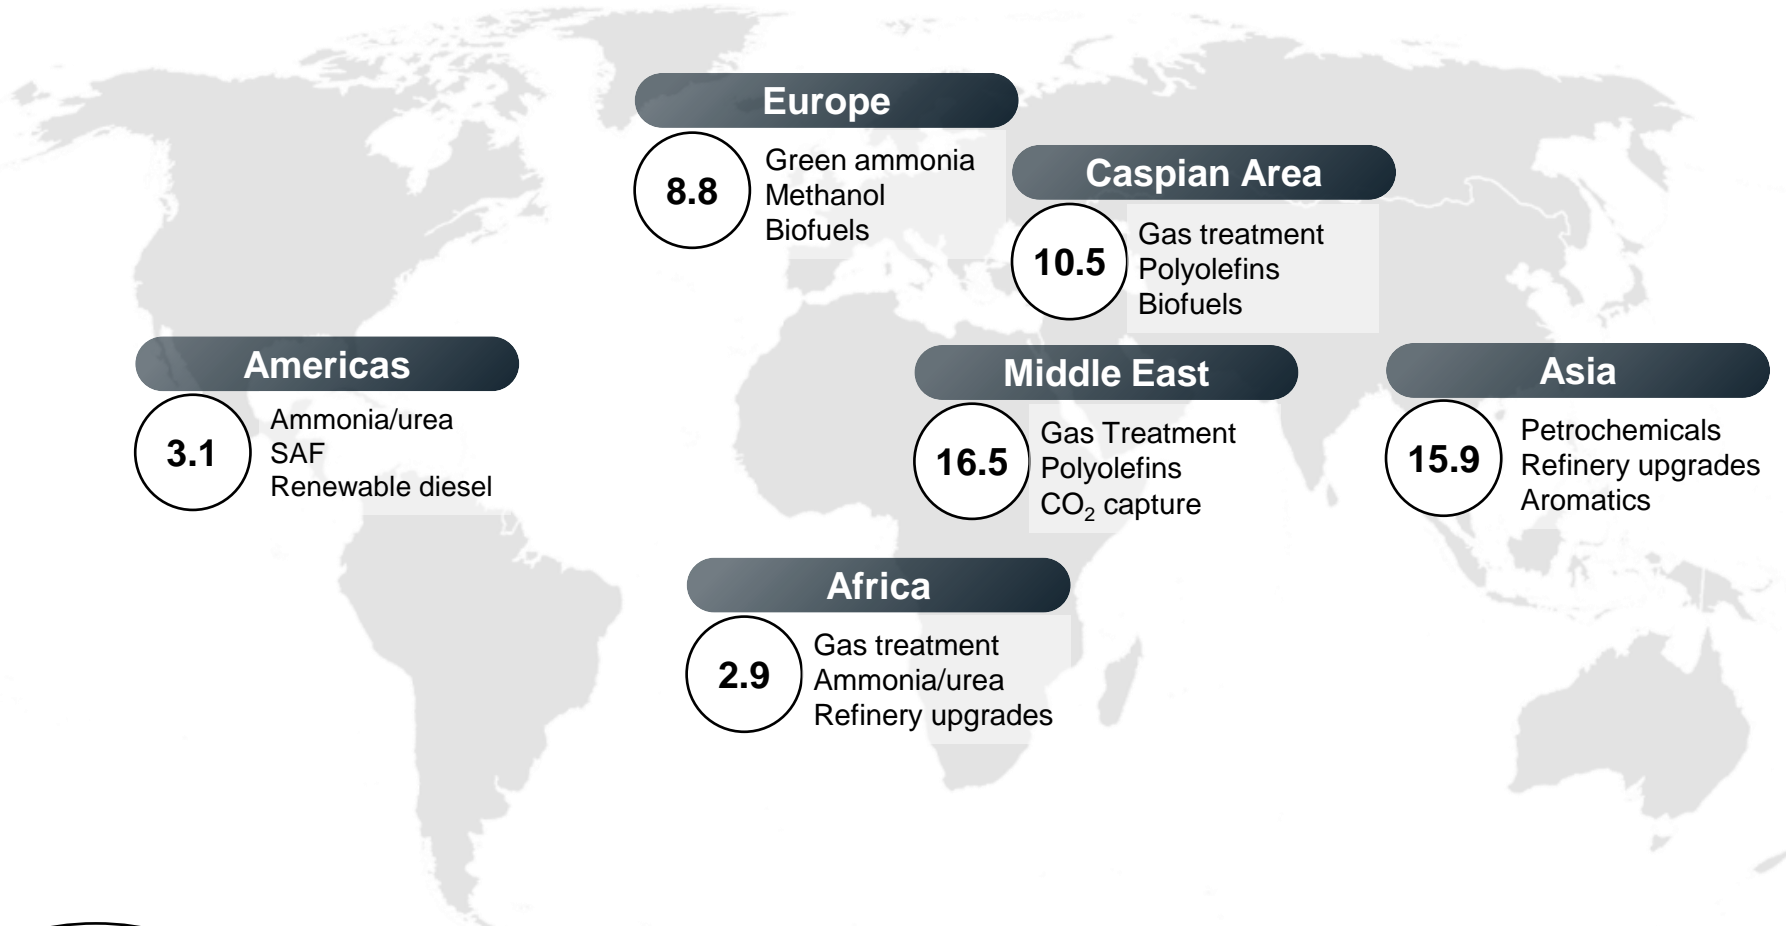 Europe
8.8
Green ammonia
Methanol
Biofuels
Caspian Area
10.5
Gas treatment
Polyolefins
Biofuels
Americas
3.1
Ammonia/urea
SAF
Renewable diesel
Middle East
16.5
Gas Treatment
Polyolefins
CO₂ capture
Asia
15.9
Petrochemicals
Refinery upgrades
Aromatics
Africa
2.9
Gas treatment
Ammonia/urea
Refinery upgrades